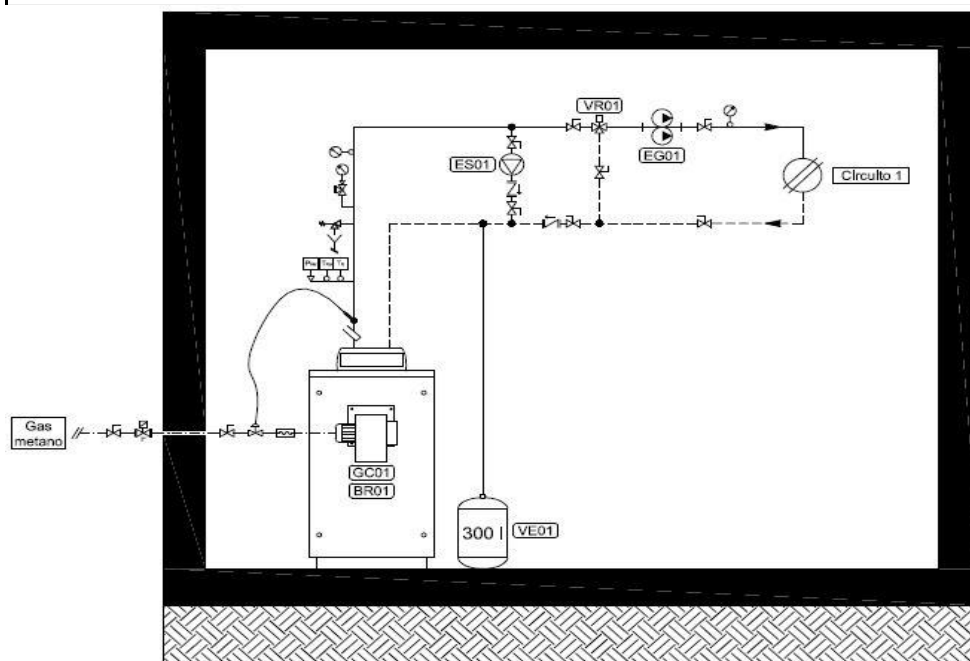 VR01
ES01
EG01
Circuito 1
Gas
metano
GC01
BR01
300 l
VE01